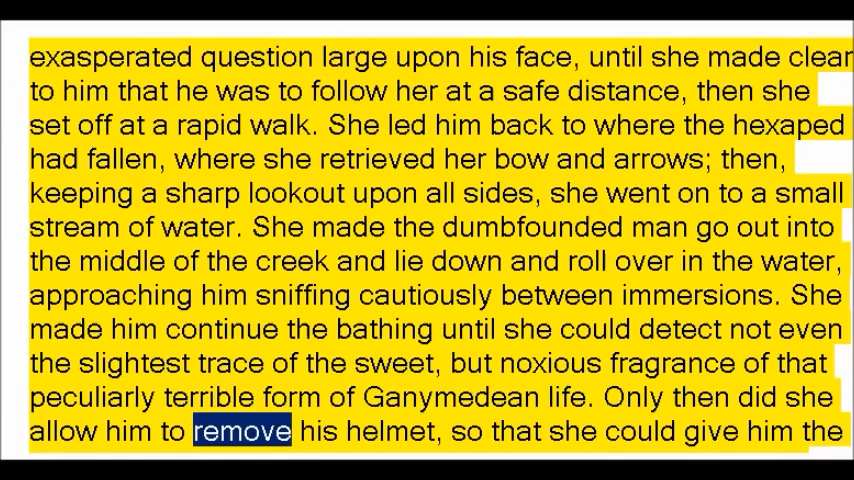 exasperated question large upon his face, until she made clear
to him that he was to follow her at a safe distance, then she
set off at a rapid walk. She led him back to where the hexaped
had fallen, where she retrieved her bow and arrows; then,
keeping a sharp lookout upon all sides, she went on to a small
stream of water. She made the dumbfounded man go out into
the middle of the creek and lie down and roll over in the water,
approaching him sniffing cautiously between immersions. She
made him continue the bathing until she could detect not even
the slightest trace of the sweet, but noxious fragrance of that
peculiarly terrible form of Ganymedean life. Only then did she
allow him to remove his helmet, so that she could give him the